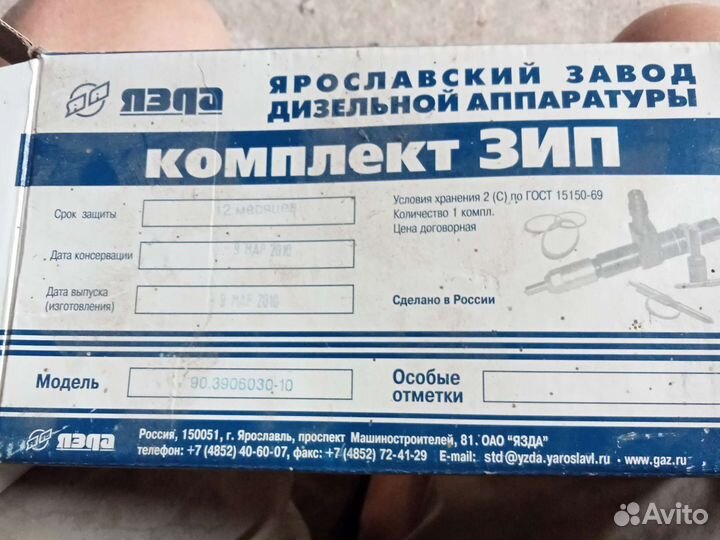 ЯЗДА
ЯРОСЛАВСКИЙ ЗАВОД
ДИЗЕЛЬНОЙ АППАРАТУРЫ
КОМПЛЕКТ ЗИП
Срок защиты 12 месяцев
Дата консервации 9 МАР 2010
Дата выпуска
(изготовления) 9 МАР 2010
Условия хранения 2 (С) по ГОСТ 15150-69
Количество 1 компл.
Цена договорная
Сделано в России
Модель 90.3906030-10
Особые
отметки
ЯЗДА
Россия, 150051, г. Ярославль, проспект Машиностроителей, 81. ОАО "ЯЗДА"
телефон: +7 (4852) 40-60-07, факс: +7 (4852) 72-41-29 E-mail: std@yzda.yaroslavl.ru • www.gaz.ru
Avito